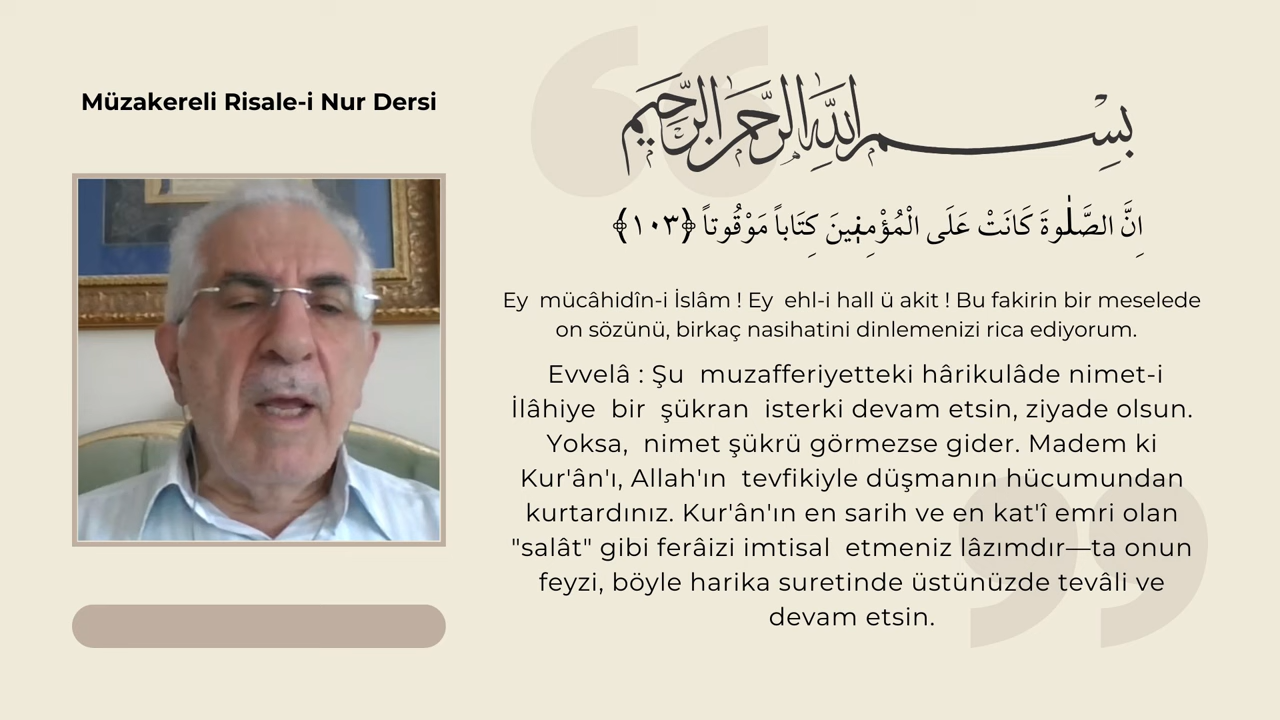 Müzakereli Risale-i Nur Dersi
بِسْمِ اللّٰهِ الرَّحْمٰنِ الرَّحِيمِ
اِنَّ الصَّلٰوةَ كَانَتْ عَلَى الْمُؤْمِنٖينَ كِتَاباً مَوْقُوتاً ﴿١٠٣﴾
Ey mücâhidîn-i İslâm ! Ey ehl-i hall ü akit ! Bu fakirin bir meselede
on sözünü, birkaç nasihatini dinlemenizi rica ediyorum.
Evvelâ : Şu muzafferiyetteki hârikulâde nimet-i
İlâhiye bir şükran isterki devam etsin, ziyade olsun.
Yoksa, nimet şükrü görmezse gider. Madem ki
Kur'ân'ı, Allah'ın tevfikiyle düşmanın hücumundan
kurtardınız. Kur'ân'ın en sarih ve en kat'î emri olan
"salât" gibi ferâizi imtisal etmeniz lâzımdır—ta onun
feyzi, böyle harika suretinde üstünüzde tevâli ve
devam etsin.